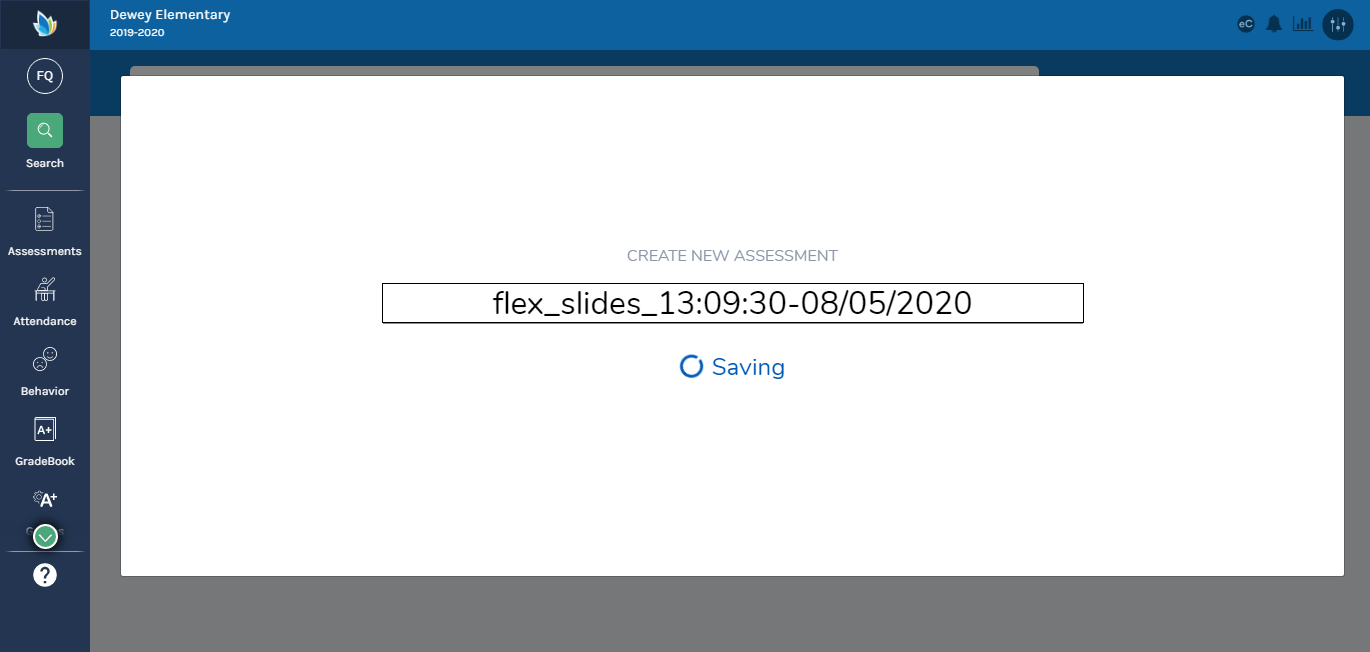 Dewey Elementary
2019-2020
eC
FQ
Search
Assessments
Attendance
Behavior
A+
GradeBook
A+
?
CREATE NEW ASSESSMENT
flex_slides_13:09:30-08/05/2020
Saving